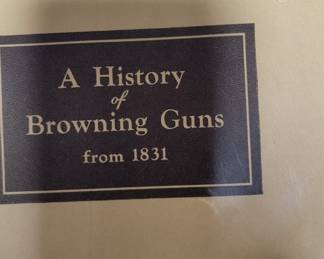 A History
of
Browning Guns
from 1831